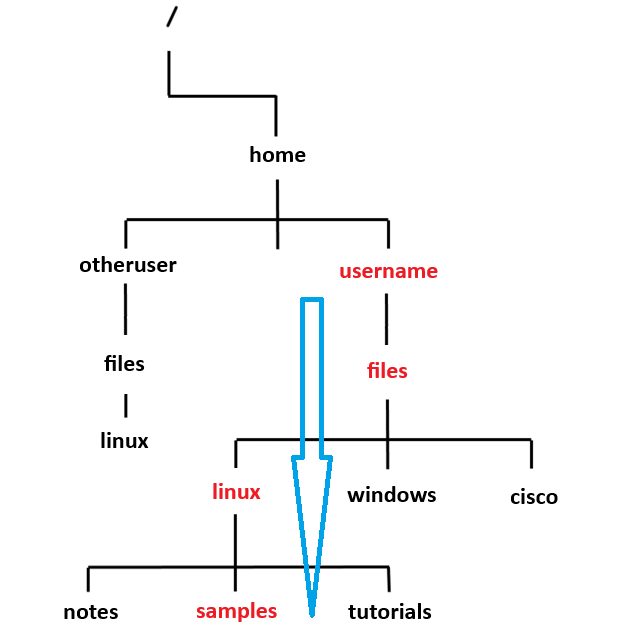 /
home
otheruser
username
files
files
linux
linux
windows
cisco
notes
samples
tutorials